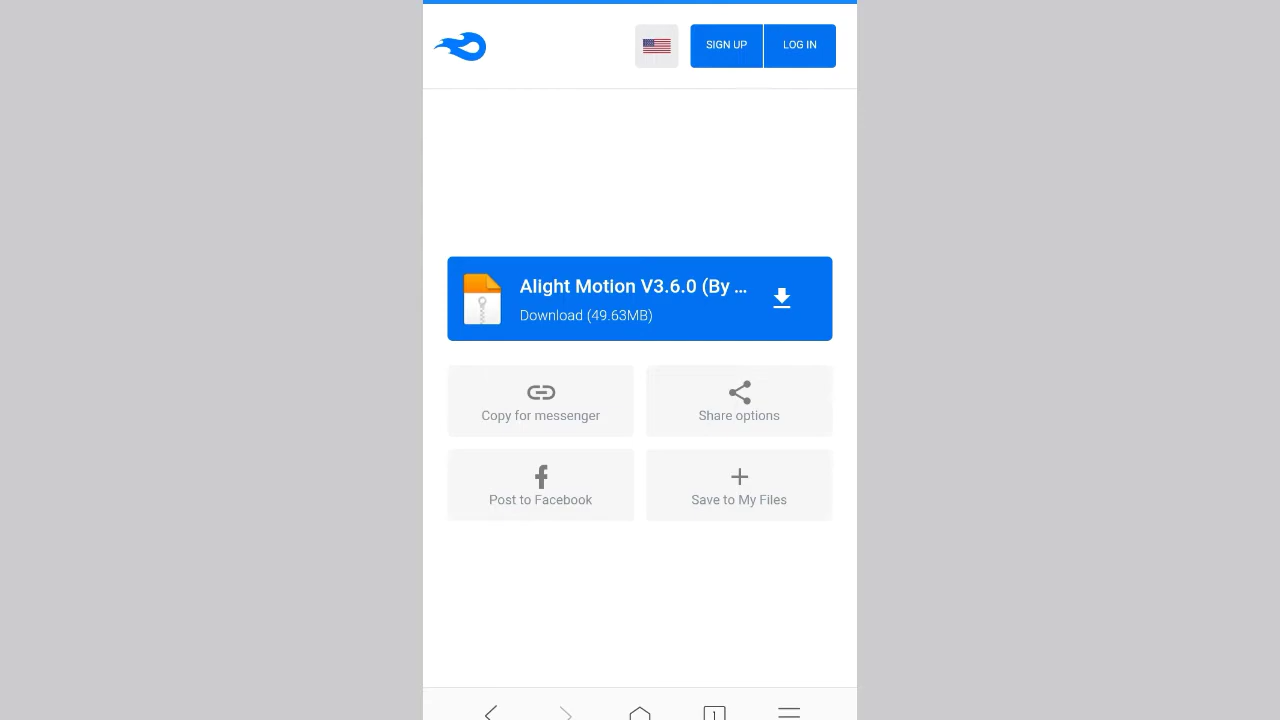 SIGN UP
LOG IN
Alight Motion V3.6.0 (By ...
Download (49.63MB)
Copy for messenger
Share options
Post to Facebook
Save to My Files
1